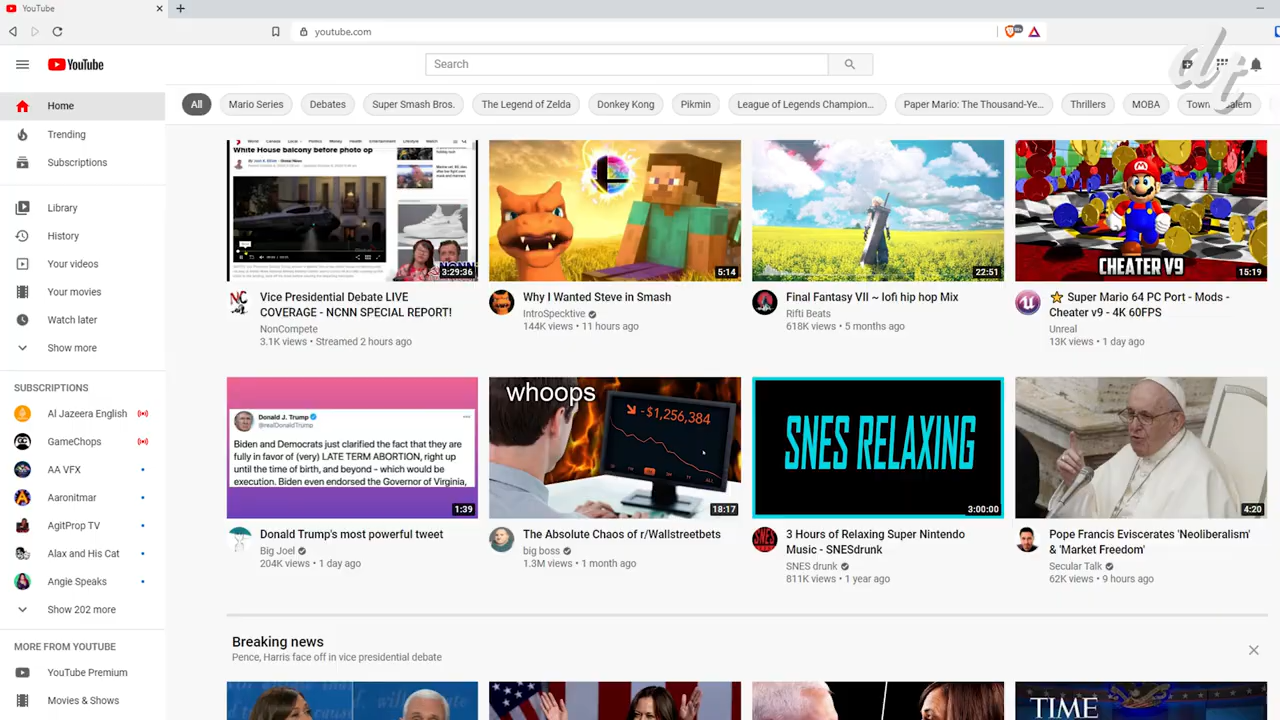 YouTube
youtube.com
YouTube
Search
Home
Trending
Subscriptions
Library
History
Your videos
Your movies
Watch later
Show more
SUBSCRIPTIONS
Al Jazeera English
GameChops
AA VFX
Aaronitmar
AgitProp TV
Alax and His Cat
Angie Speaks
Show 202 more
MORE FROM YOUTUBE
YouTube Premium
Movies & Shows
All
Mario Series
Debates
Super Smash Bros.
The Legend of Zelda
Donkey Kong
Pikmin
League of Legends Champion...
Paper Mario: The Thousand-Ye...
Thrillers
MOBA
dt
White House balcony before photo op
3:29:36
Vice Presidential Debate LIVE
COVERAGE - NCNN SPECIAL REPORT!
NonCompete
3.1K views • Streamed 2 hours ago
5:14
Why I Wanted Steve in Smash
IntroSpecktive
144K views • 11 hours ago
22:51
Final Fantasy VII ~ lofi hip hop Mix
Rifti Beats
618K views • 5 months ago
CHEATER V9
15:19
⭐ Super Mario 64 PC Port - Mods -
Cheater v9 - 4K 60FPS
Unreal
13K views • 1 day ago
Donald J. Trump
@realDonaldTrump
Biden and Democrats just clarified the fact that they are
fully in favor of (very) LATE TERM ABORTION, right up
until the time of birth, and beyond - which would be
execution. Biden even endorsed the Governor of Virginia,
1:39
Donald Trump's most powerful tweet
Big Joel
204K views • 1 day ago
whoops
-$1,256,384
18:17
The Absolute Chaos of r/Wallstreetbets
big boss
1.3M views • 1 month ago
SNES RELAXING
3:00:00
3 Hours of Relaxing Super Nintendo
Music - SNESdrunk
SNES drunk
811K views • 1 year ago
4:20
Pope Francis Eviscerates 'Neoliberalism'
& 'Market Freedom'
Secular Talk
62K views • 9 hours ago
Breaking news
Pence, Harris face off in vice presidential debate
TIME